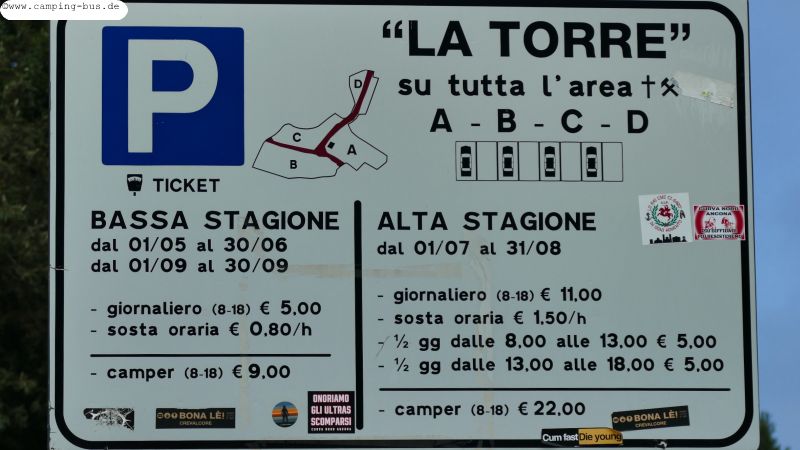 www.camping-bus.de
P
TICKET
"LA TORRE"
su tutta l'area † ⚒
A - B - C - D
D
C
A
B
BASSA STAGIONE
dal 01/05 al 30/06
dal 01/09 al 30/09
- giornaliero (8-18) € 5,00
- sosta oraria € 0,80/h
- camper (8-18) € 9,00
ALTA STAGIONE
dal 01/07 al 31/08
- giornaliero (8-18) € 11,00
- sosta oraria € 1,50/h
- ½ gg dalle 8,00 alle 13,00 € 5,00
- ½ gg dalle 13,00 alle 18,00 € 5,00
- camper (8-18) € 22,00
ANCONA
BONA LÈ!
CREVALCORE
ONORIAMO
GLI ULTRAS
SCOMPARSI
Cum fast Die young
BONA LÈ!
CREVALCORE